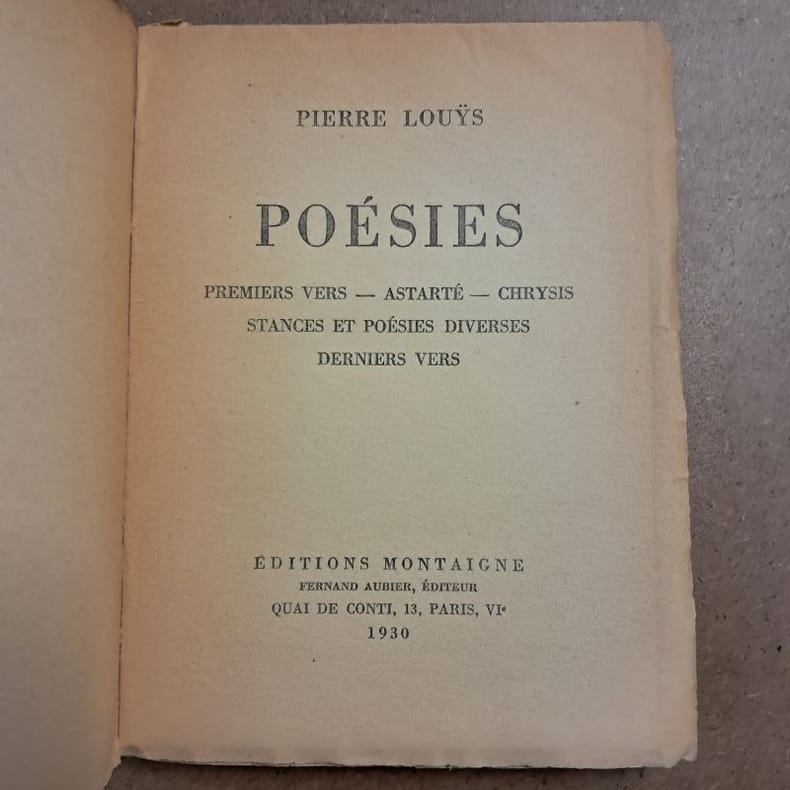 PIERRE LOUŸS
POÉSIES
PREMIERS VERS — ASTARTÉ — CHRYSIS
STANCES ET POÉSIES DIVERSES
DERNIERS VERS
ÉDITIONS MONTAIGNE
FERNAND AUBIER, ÉDITEUR
QUAI DE CONTI, 13, PARIS, VIᵉ
1930